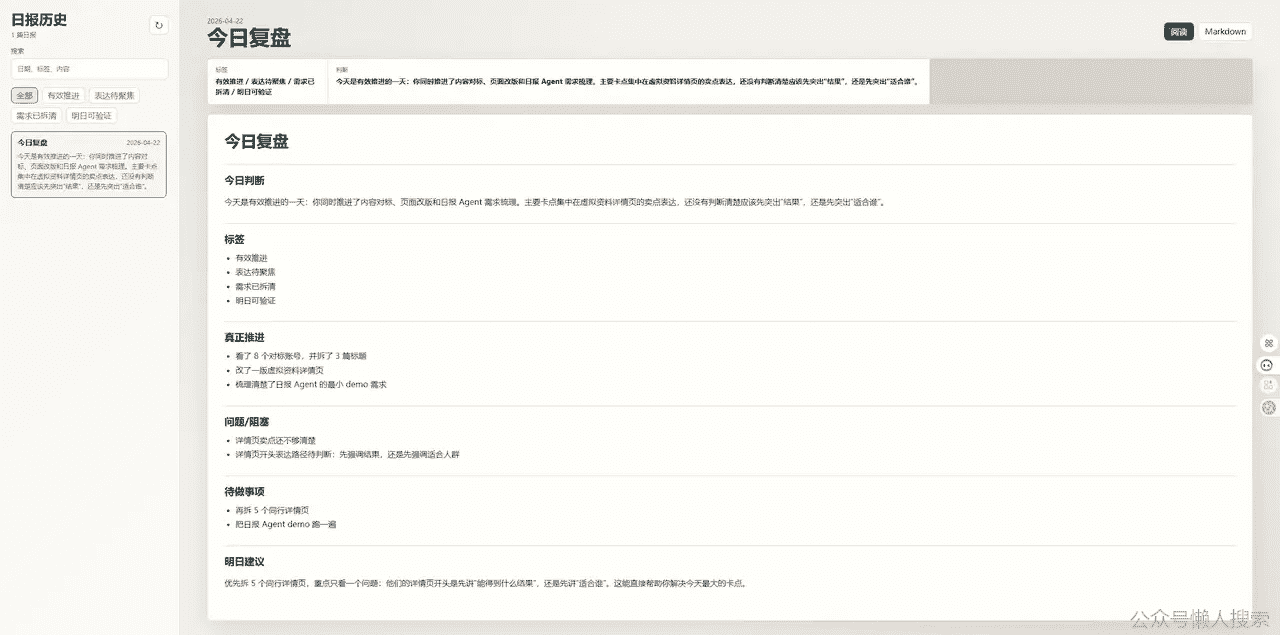 日报历史
1 篇日报
搜索
日期、标签、内容
全部 有效推进 表达待聚焦
需求已拆清 明日可验证
今日复盘 2026-04-22
今天是有效推进的一天：你同时推进了内容对
标、页面改版和日报 Agent 需求梳理。主要卡点
集中在虚拟资料详情页的卖点表达，还没有判断
清楚应该先突出“结果”，还是先突出“适合谁”。
2026-04-22
今日复盘
阅读 Markdown
标签
有效推进 / 表达待聚焦 / 需求已
拆清 / 明日可验证
判断
今天是有效推进的一天：你同时推进了内容对标、页面改版和日报 Agent 需求梳理。主要卡点集中在虚拟资料详情页的卖点表达，还没有判断清楚应该先突出“结果”，还是先突出“适合谁”。
今日复盘
今日判断
今天是有效推进的一天：你同时推进了内容对标、页面改版和日报 Agent 需求梳理。主要卡点集中在虚拟资料详情页的卖点表达，还没有判断清楚应该先突出“结果”，还是先突出“适合谁”。
标签
有效推进
表达待聚焦
需求已拆清
明日可验证
真正推进
看了 8 个对标账号，并拆了 3 篇标题
改了一版虚拟资料详情页
梳理清楚了日报 Agent 的最小 demo 需求
问题/阻塞
详情页卖点还不够清楚
详情页开头表达路径待判断：先强调结果，还是先强调适合人群
待做事项
再拆 5 个同行详情页
把日报 Agent demo 跑一遍
明日建议
优先拆 5 个同行详情页，重点只看一个问题：他们的详情页开头是先讲“能得到什么结果”，还是先讲“适合谁”。这能直接帮助你解决今天最大的卡点。
公众号懒人搜索